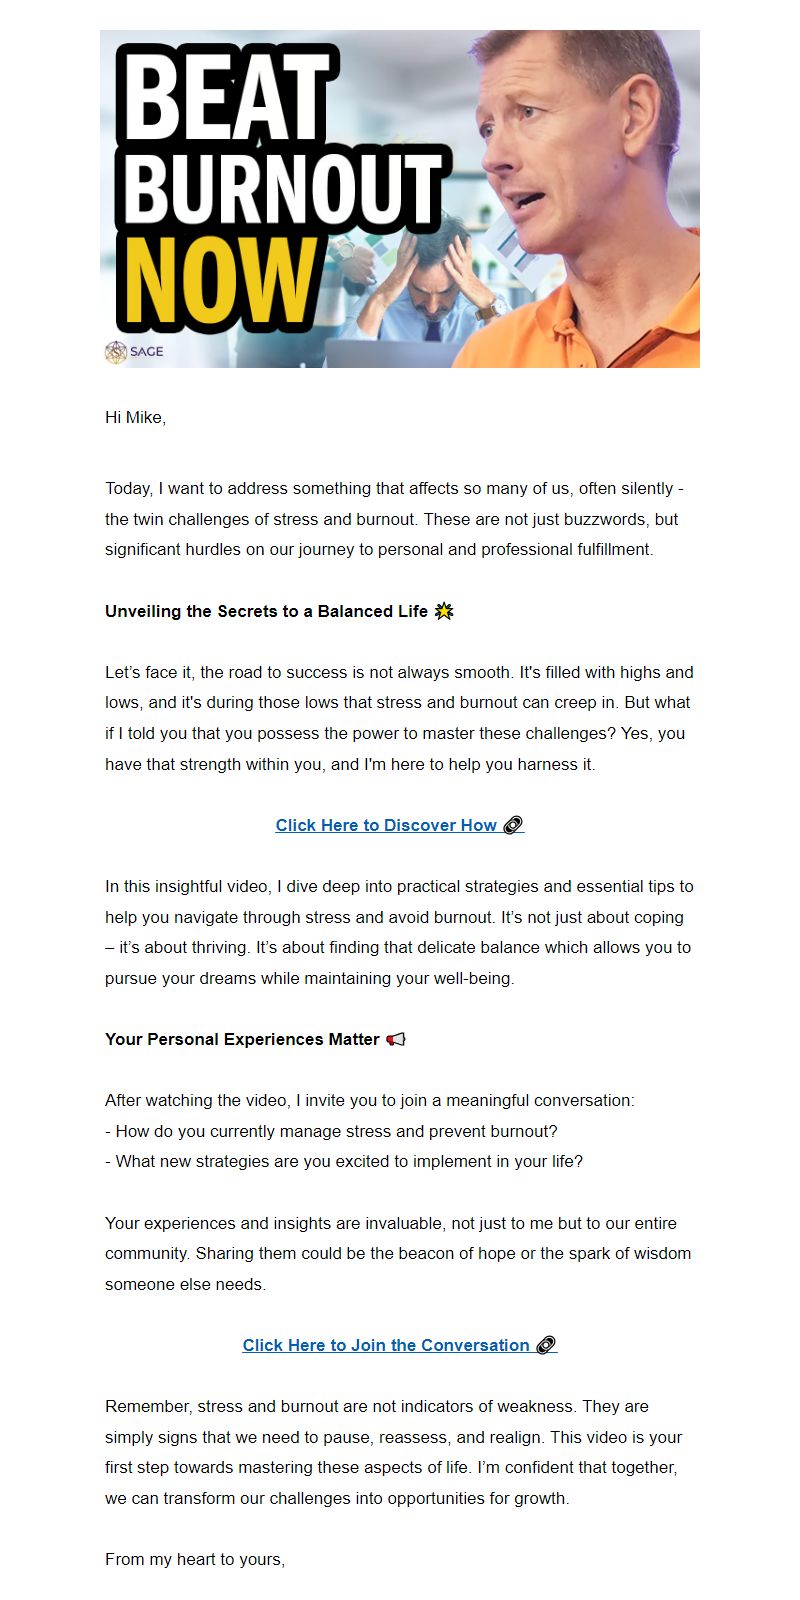 BEAT
BURNOUT
NOW
SAGE
Hi Mike,
Today, I want to address something that affects so many of us, often silently -
the twin challenges of stress and burnout. These are not just buzzwords, but
significant hurdles on our journey to personal and professional fulfillment.
Unveiling the Secrets to a Balanced Life 🌟
Let’s face it, the road to success is not always smooth. It's filled with highs and
lows, and it's during those lows that stress and burnout can creep in. But what
if I told you that you possess the power to master these challenges? Yes, you
have that strength within you, and I'm here to help you harness it.
Click Here to Discover How 🔗
In this insightful video, I dive deep into practical strategies and essential tips to
help you navigate through stress and avoid burnout. It’s not just about coping
– it’s about thriving. It’s about finding that delicate balance which allows you to
pursue your dreams while maintaining your well-being.
Your Personal Experiences Matter 📢
After watching the video, I invite you to join a meaningful conversation:
- How do you currently manage stress and prevent burnout?
- What new strategies are you excited to implement in your life?
Your experiences and insights are invaluable, not just to me but to our entire
community. Sharing them could be the beacon of hope or the spark of wisdom
someone else needs.
Click Here to Join the Conversation 🔗
Remember, stress and burnout are not indicators of weakness. They are
simply signs that we need to pause, reassess, and realign. This video is your
first step towards mastering these aspects of life. I’m confident that together,
we can transform our challenges into opportunities for growth.
From my heart to yours,